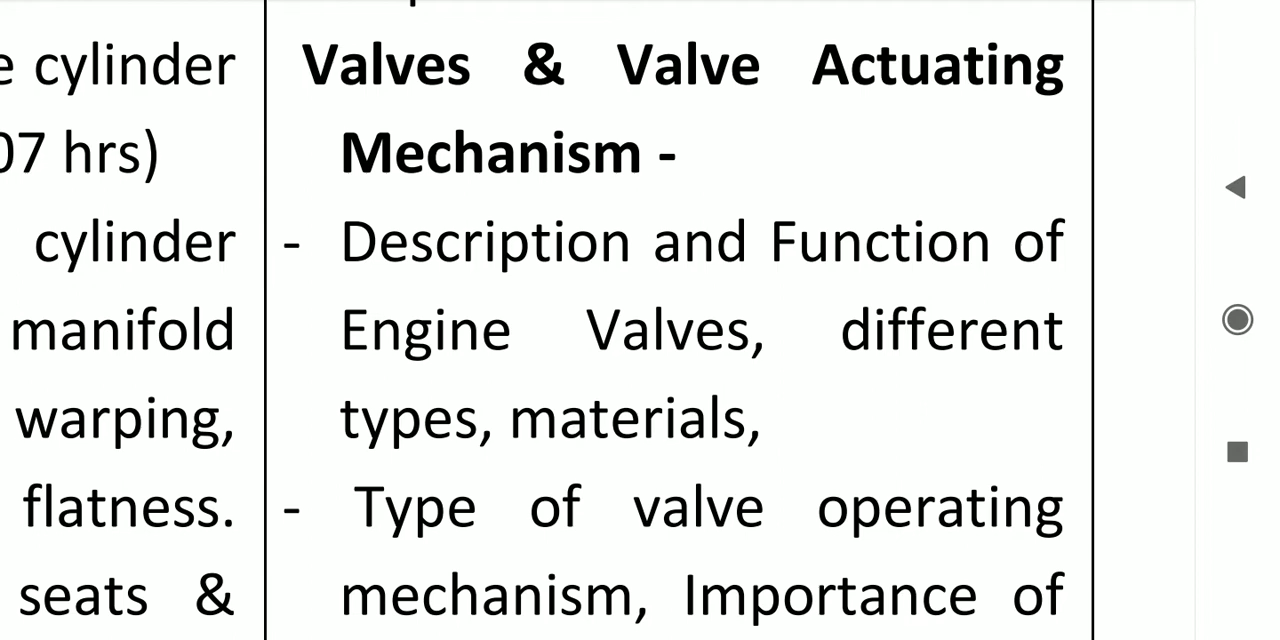 e cylinder
07 hrs)
cylinder
manifold
warping,
flatness.
seats &
Valves & Valve Actuating
Mechanism -
- Description and Function of
Engine Valves, different
types, materials,
- Type of valve operating
mechanism, Importance of